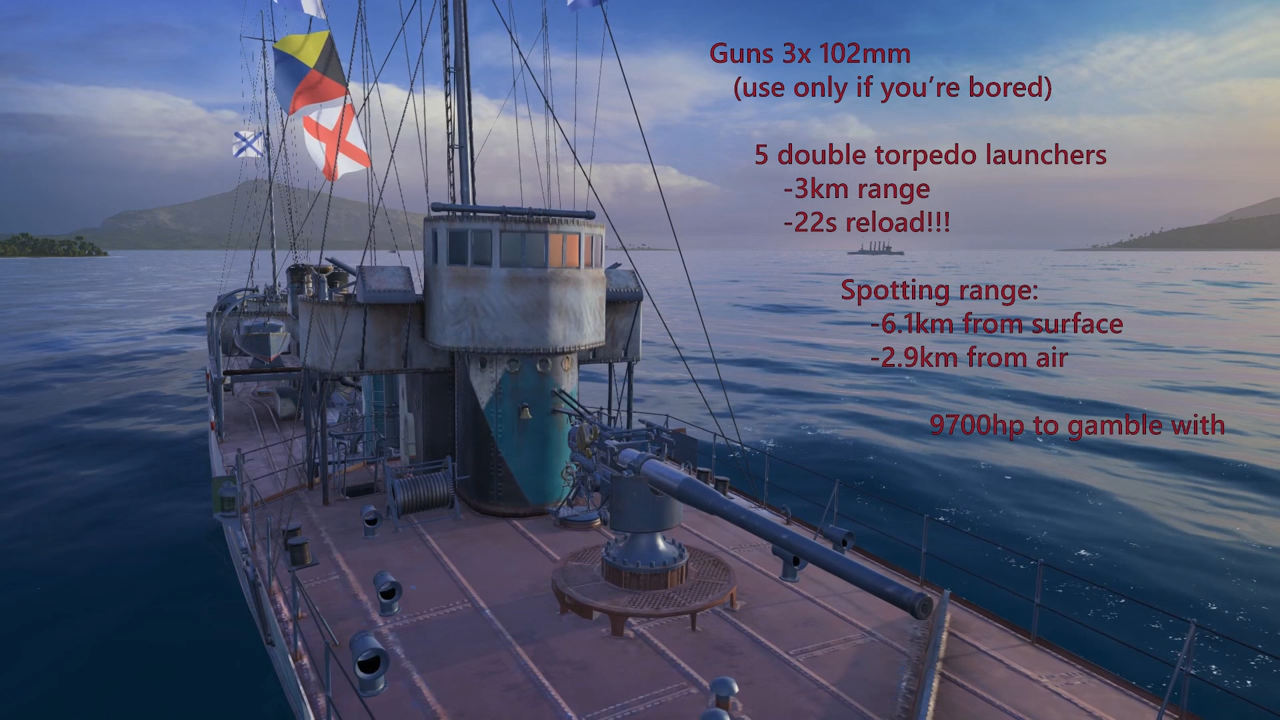 Guns 3x 102mm
(use only if you're bored)
5 double torpedo launchers
-3km range
-22s reload!!!
Spotting range:
-6.1km from surface
-2.9km from air
9700hp to gamble with